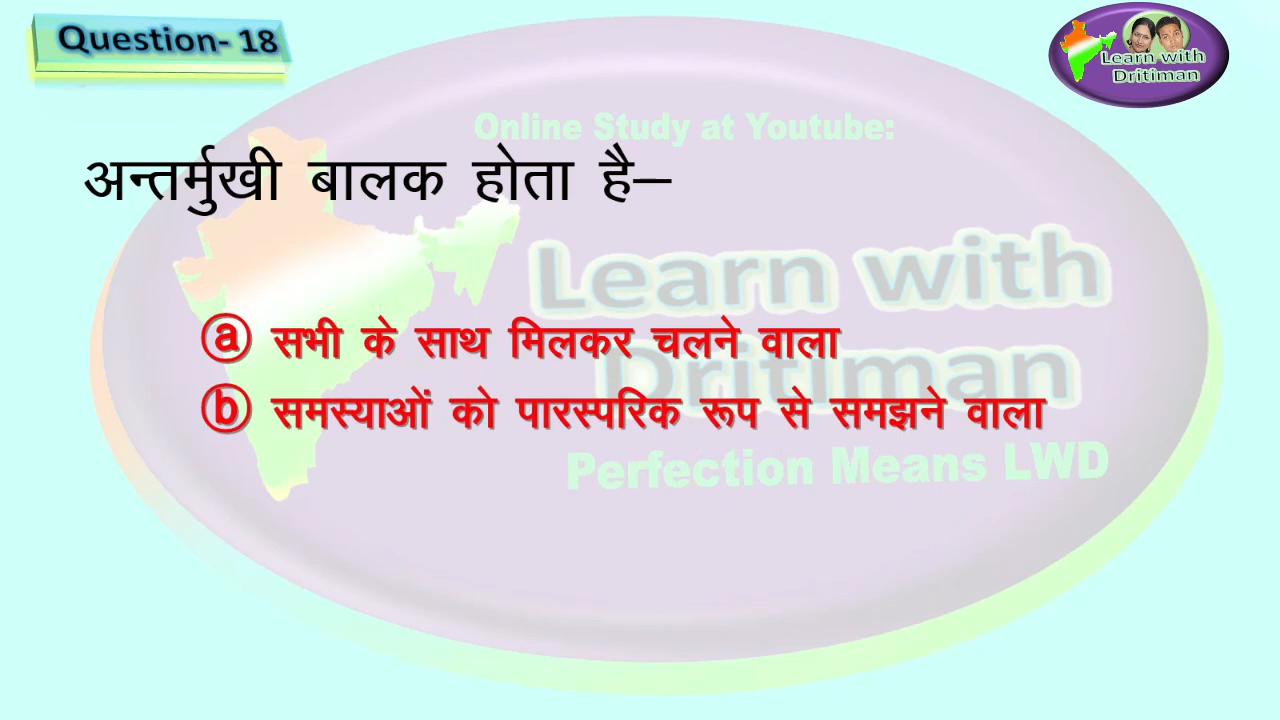 Question- 18
Learn with
Dritiman
Online Study at Youtube:
अन्तर्मुखी बालक होता है–
Learn with
ⓐ सभी के साथ मिलकर चलने वाला
Dritiman
ⓑ समस्याओं को पारस्परिक रूप से समझने वाला
Perfection Means LWD